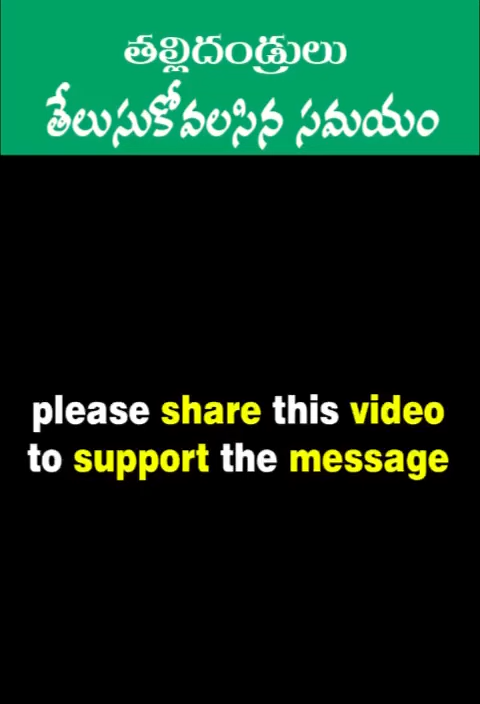 తల్లిదండ్రులు
తేలుసుకోవలసిన సమయం
please share this video
to support the message